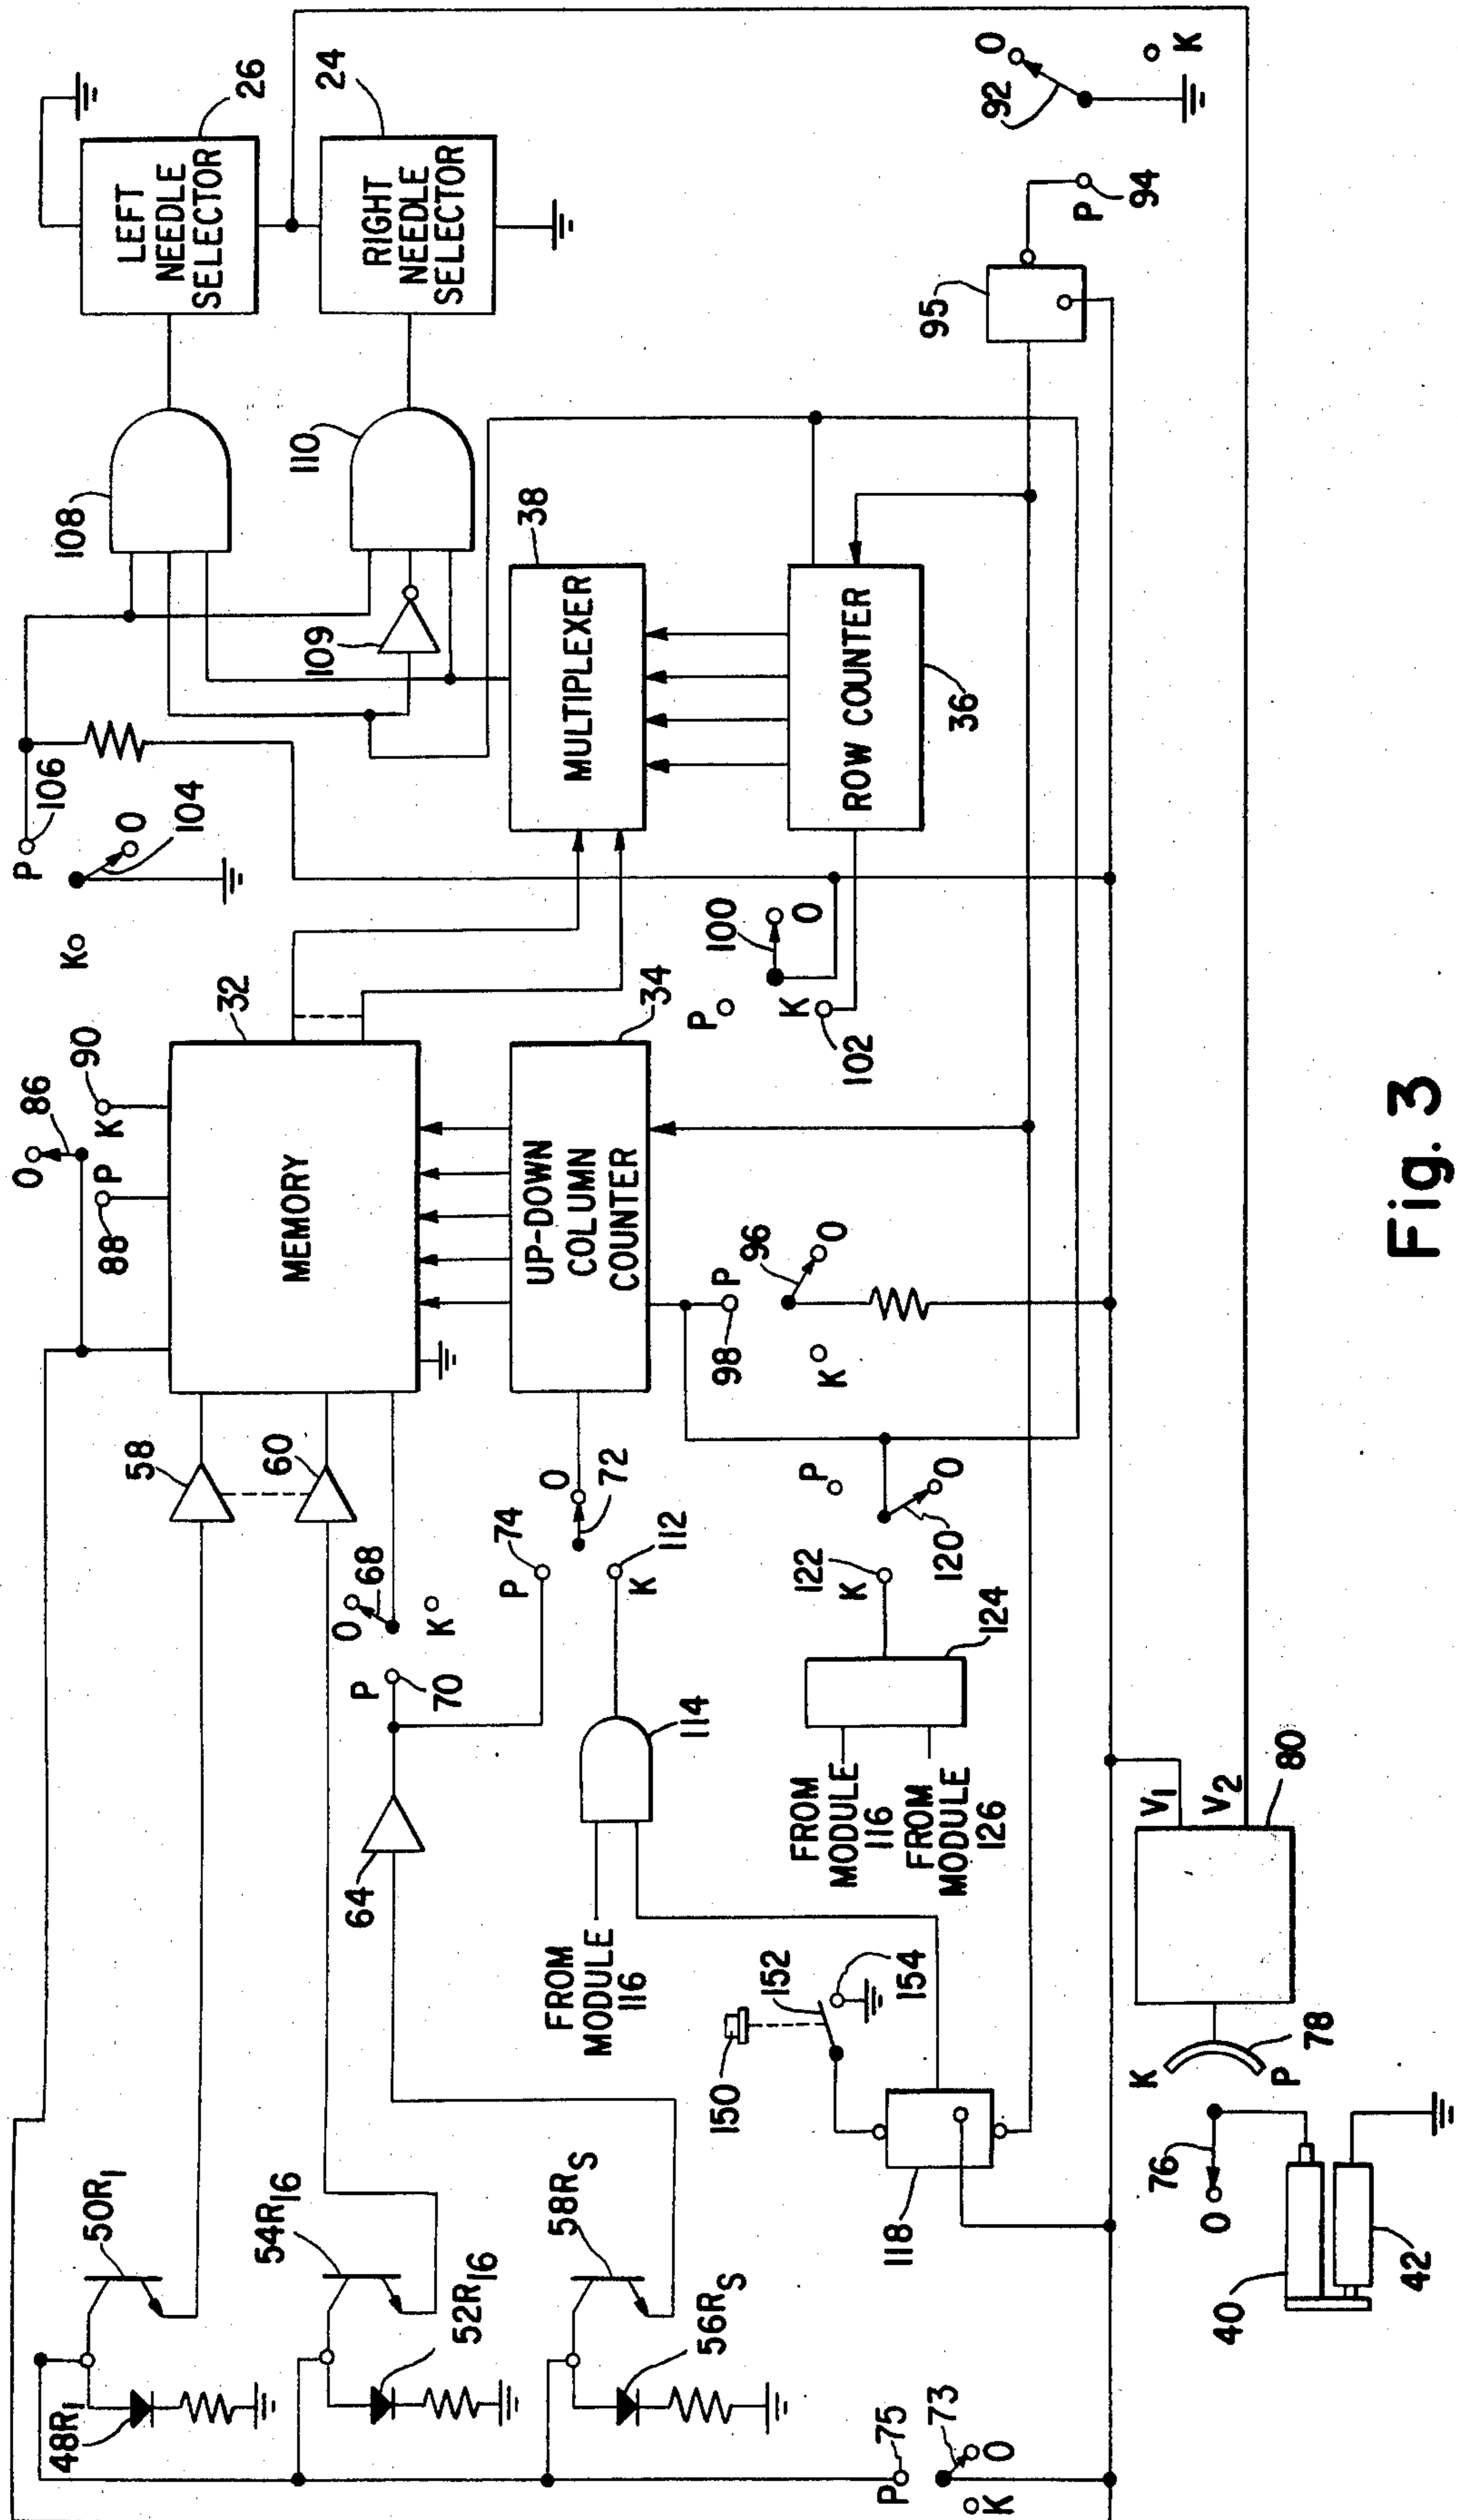 50R1
48R1
54R16
52R16
58RS
56RS
P
75
73
K
O
58
60
64
P
70
O
68
K
P
74
O
72
K
112
114
FROM
MODULE
116
150
152
154
118
FROM
MODULE
116
FROM
MODULE
126
124
122
K
P
O
120
76
O
K
P
78
40
42
V1
V2
80
O
86
88
P
K
90
MEMORY
32
UP-DOWN
COLUMN
COUNTER
34
P
98
96
O
K
P
106
104
O
K
P
100
O
K
102
MULTIPLEXER
38
ROW COUNTER
36
108
109
110
LEFT
NEEDLE
SELECTOR
26
RIGHT
NEEDLE
SELECTOR
24
95
P
94
92
O
K
Fig. 3